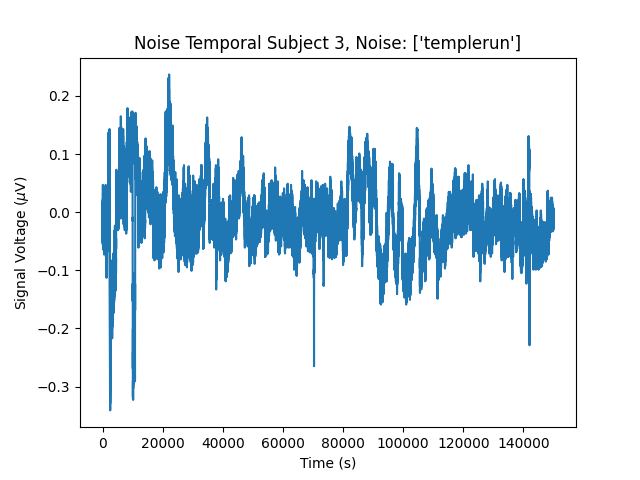 Noise Temporal Subject 3, Noise: ['templerun']
Signal Voltage (μV)
0.2
0.1
0.0
−0.1
−0.2
−0.3
0 20000 40000 60000 80000 100000 120000 140000
Time (s)